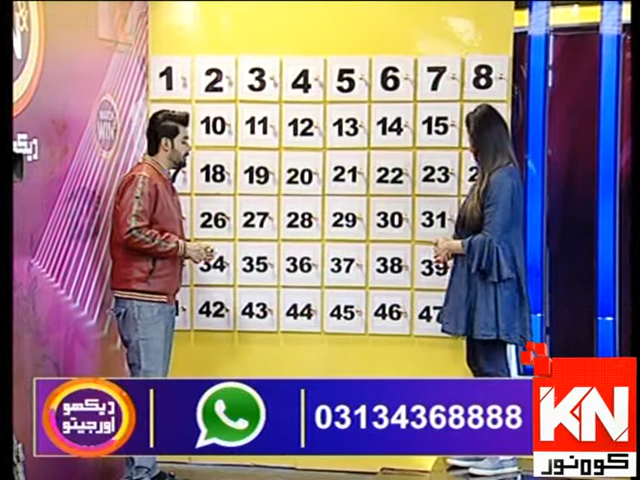 1 2 3 4 5 6 7 8
10 11 12 13 14 15
18 19 20 21 22 23
26 27 28 29 30 31
34 35 36 37 38 39
42 43 44 45 46 47
WIN
دیکھو
اور جیتو
03134368888
KN
کوہ نور